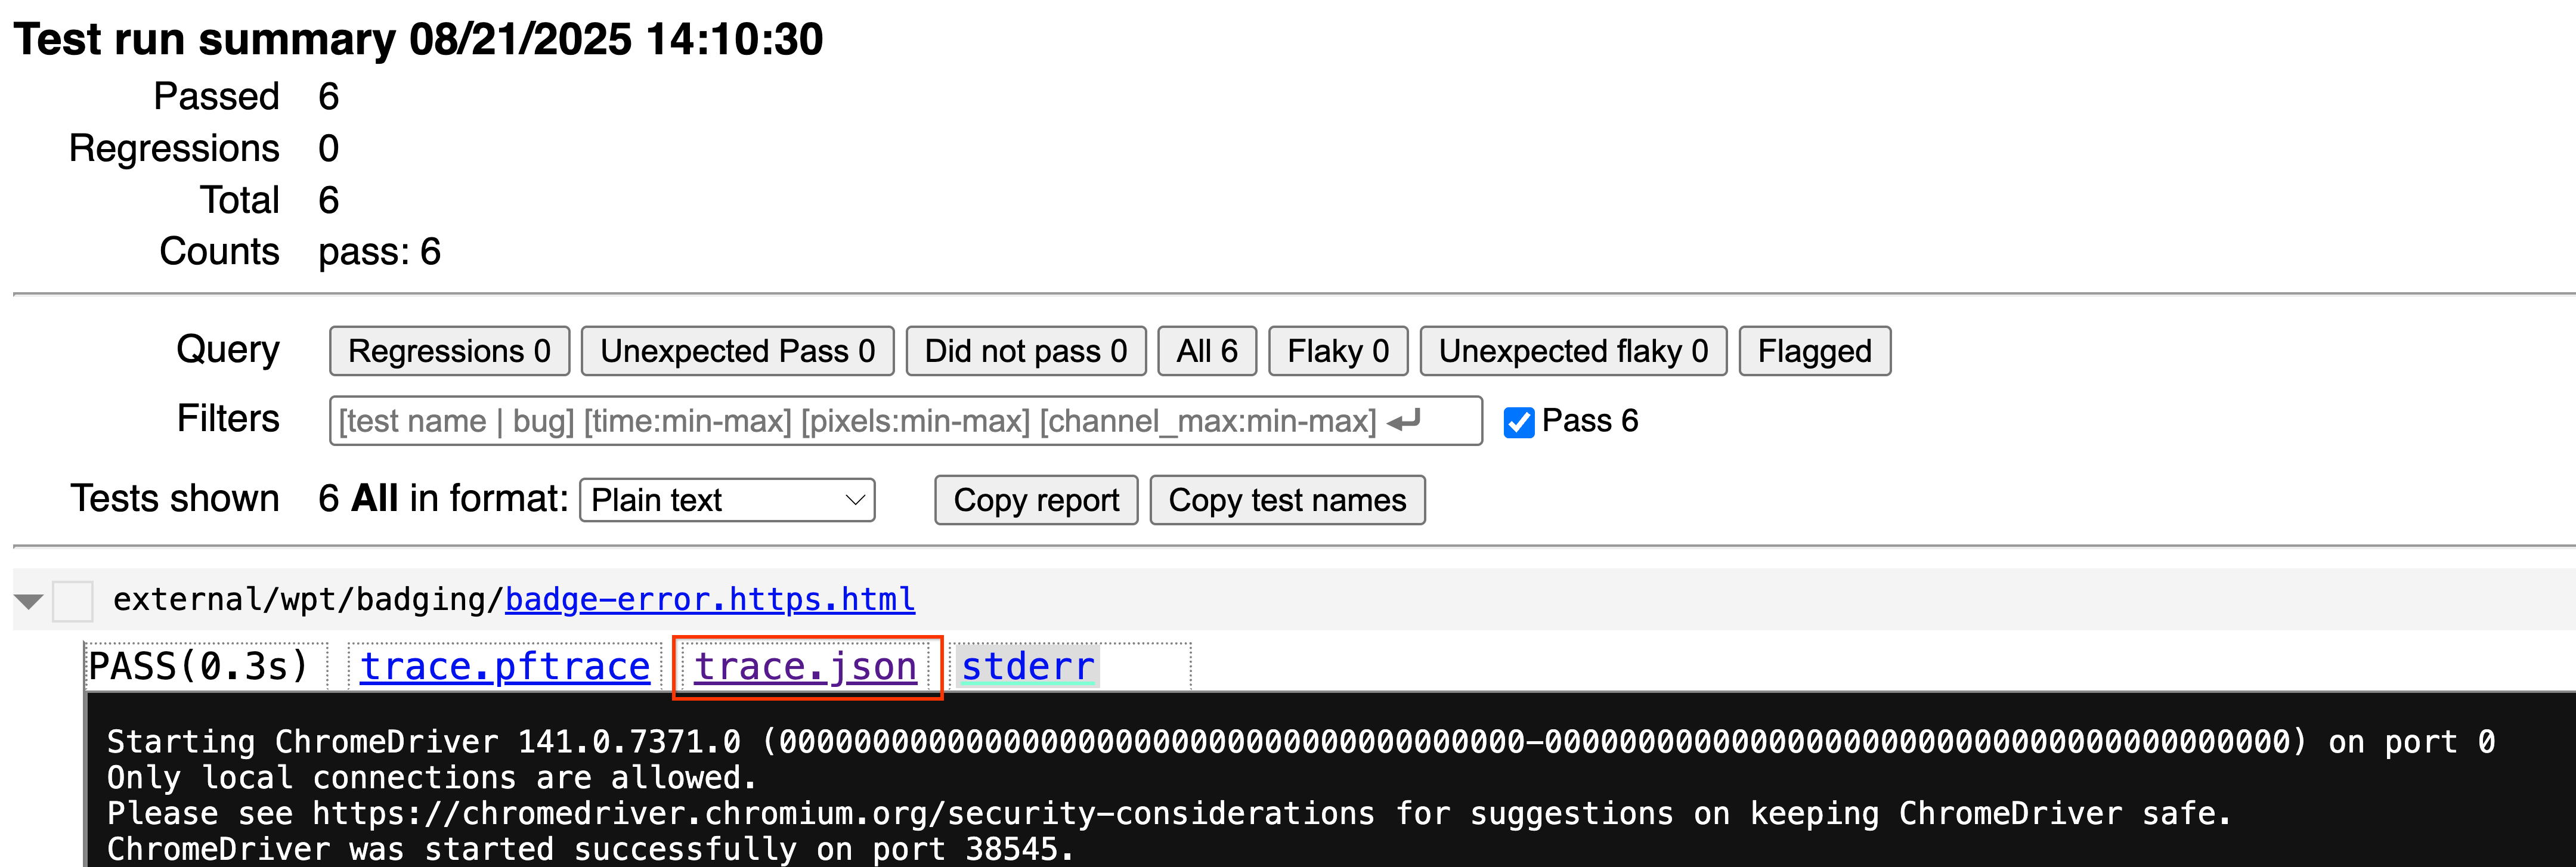 Test run summary 08/21/2025 14:10:30
Passed 6
Regressions 0
Total 6
Counts pass: 6
Query Regressions 0 Unexpected Pass 0 Did not pass 0 All 6 Flaky 0 Unexpected flaky 0 Flagged
Filters [test name | bug] [time:min-max] [pixels:min-max] [channel_max:min-max] ↵ Pass 6
Tests shown 6 All in format: Plain text Copy report Copy test names
external/wpt/badging/badge-error.https.html
PASS(0.3s) trace.pftrace trace.json stderr
Starting ChromeDriver 141.0.7371.0 (0000000000000000000000000000000000000000-0000000000000000000000000000000000000000) on port 0
Only local connections are allowed.
Please see https://chromedriver.chromium.org/security-considerations for suggestions on keeping ChromeDriver safe.
ChromeDriver was started successfully on port 38545.